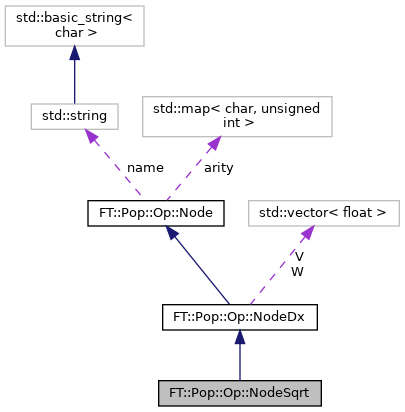 std::basic_string<
char >
std::string
std::map< char, unsigned
int >
name
arity
FT::Pop::Op::Node
std::vector< float >
V
W
FT::Pop::Op::NodeDx
FT::Pop::Op::NodeSqrt